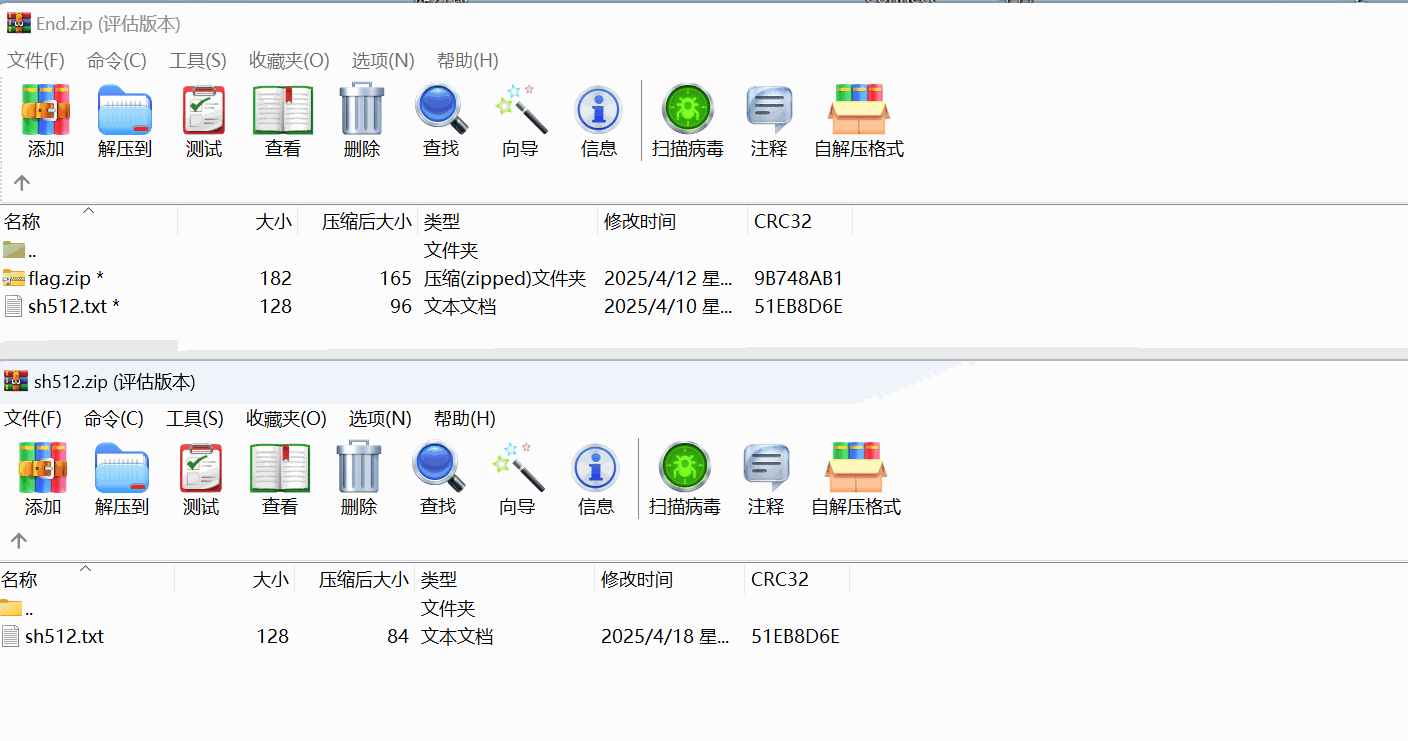 End.zip (评估版本)
文件(F) 命令(C) 工具(S) 收藏夹(O) 选项(N) 帮助(H)
添加 解压到 测试 查看 删除 查找 向导 信息 扫描病毒 注释 自解压格式
名称 大小 压缩后大小 类型 修改时间 CRC32
.. 文件夹
flag.zip * 182 165 压缩(zipped)文件夹 2025/4/12 星... 9B748AB1
sh512.txt * 128 96 文本文档 2025/4/10 星... 51EB8D6E
sh512.zip (评估版本)
文件(F) 命令(C) 工具(S) 收藏夹(O) 选项(N) 帮助(H)
添加 解压到 测试 查看 删除 查找 向导 信息 扫描病毒 注释 自解压格式
名称 大小 压缩后大小 类型 修改时间 CRC32
.. 文件夹
sh512.txt 128 84 文本文档 2025/4/18 星... 51EB8D6E